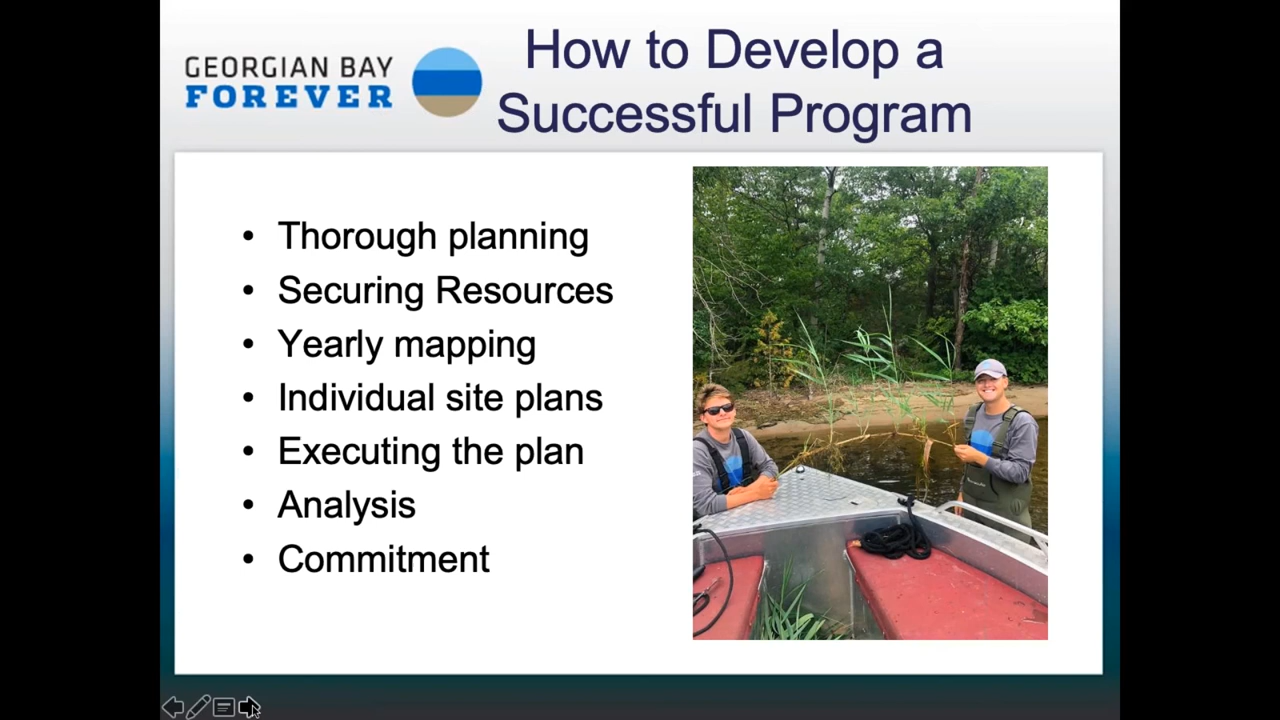 GEORGIAN BAY
FOREVER
How to Develop a
Successful Program
• Thorough planning
• Securing Resources
• Yearly mapping
• Individual site plans
• Executing the plan
• Analysis
• Commitment